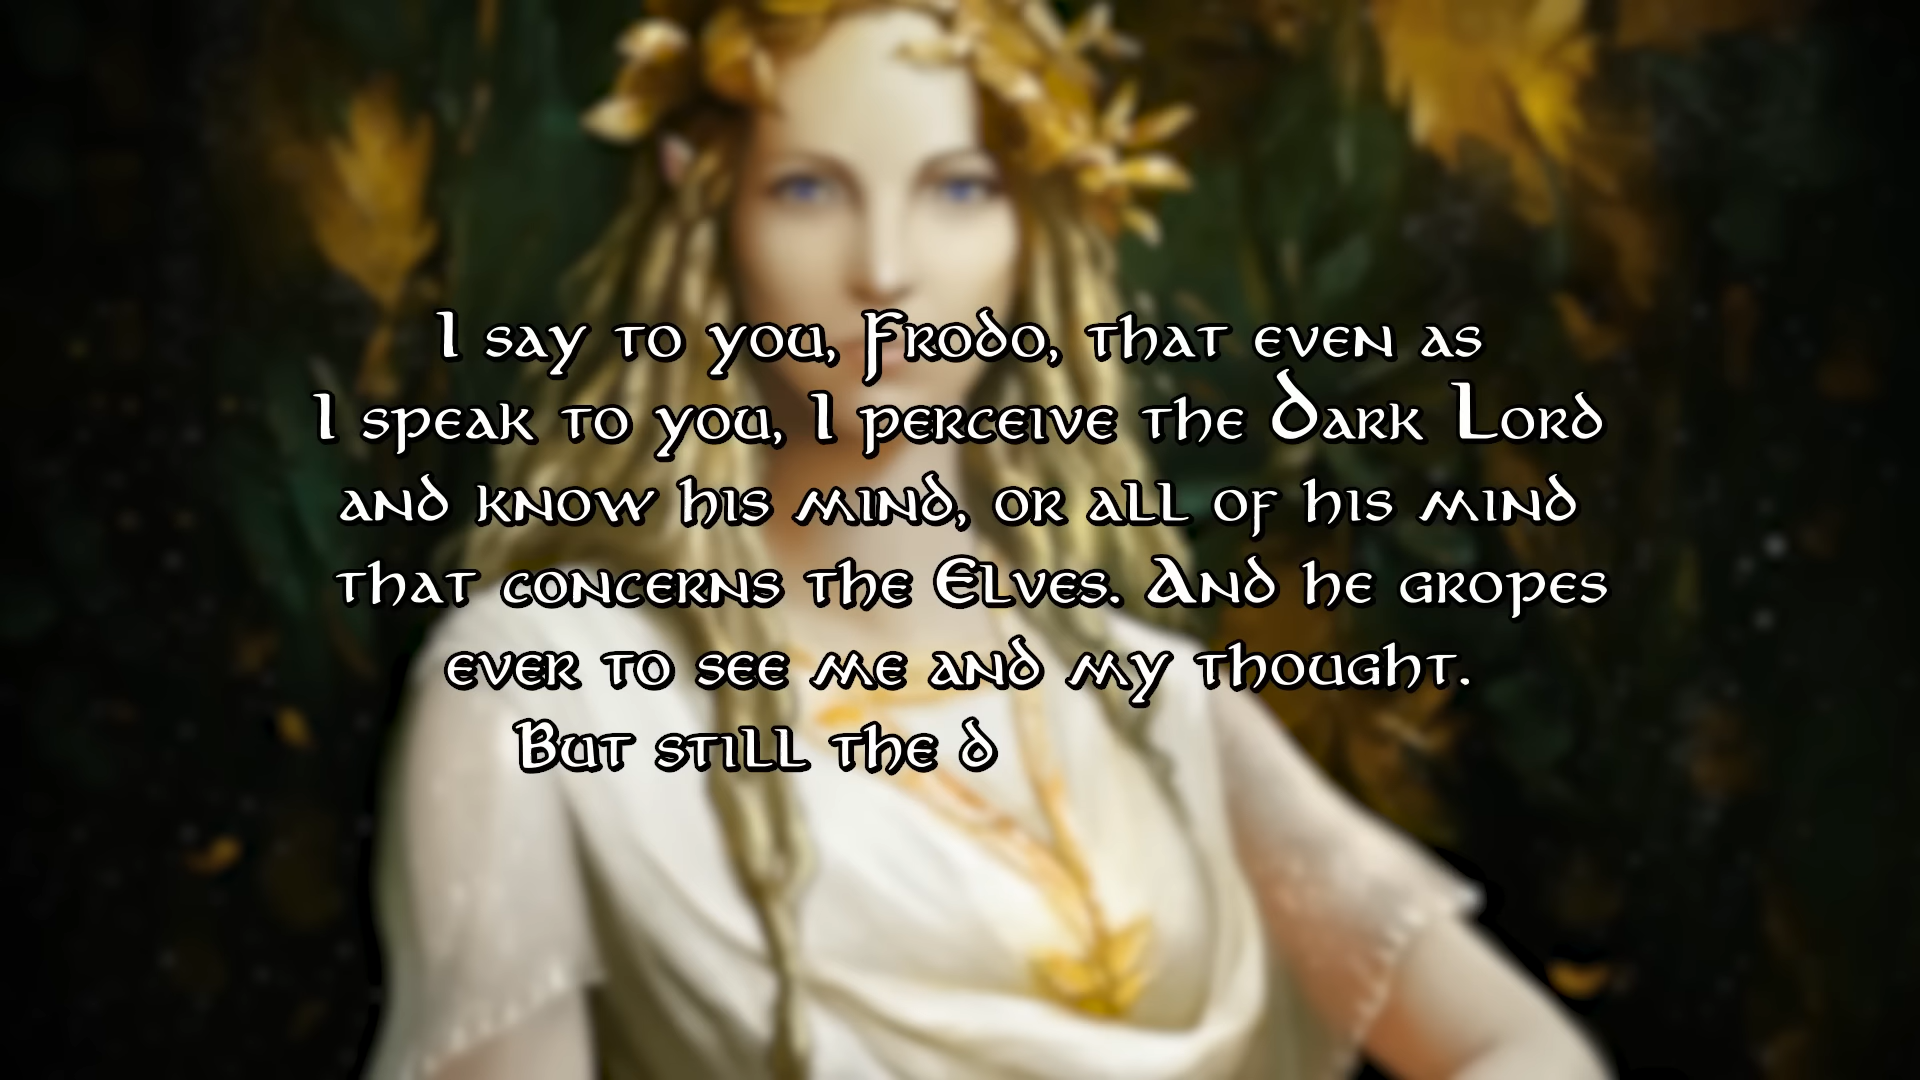 I say to you, Frodo, that even as
I speak to you, I perceive the Dark Lord
and know his mind, or all of his mind
that concerns the Elves. And he gropes
ever to see me and my thought.
But still the d